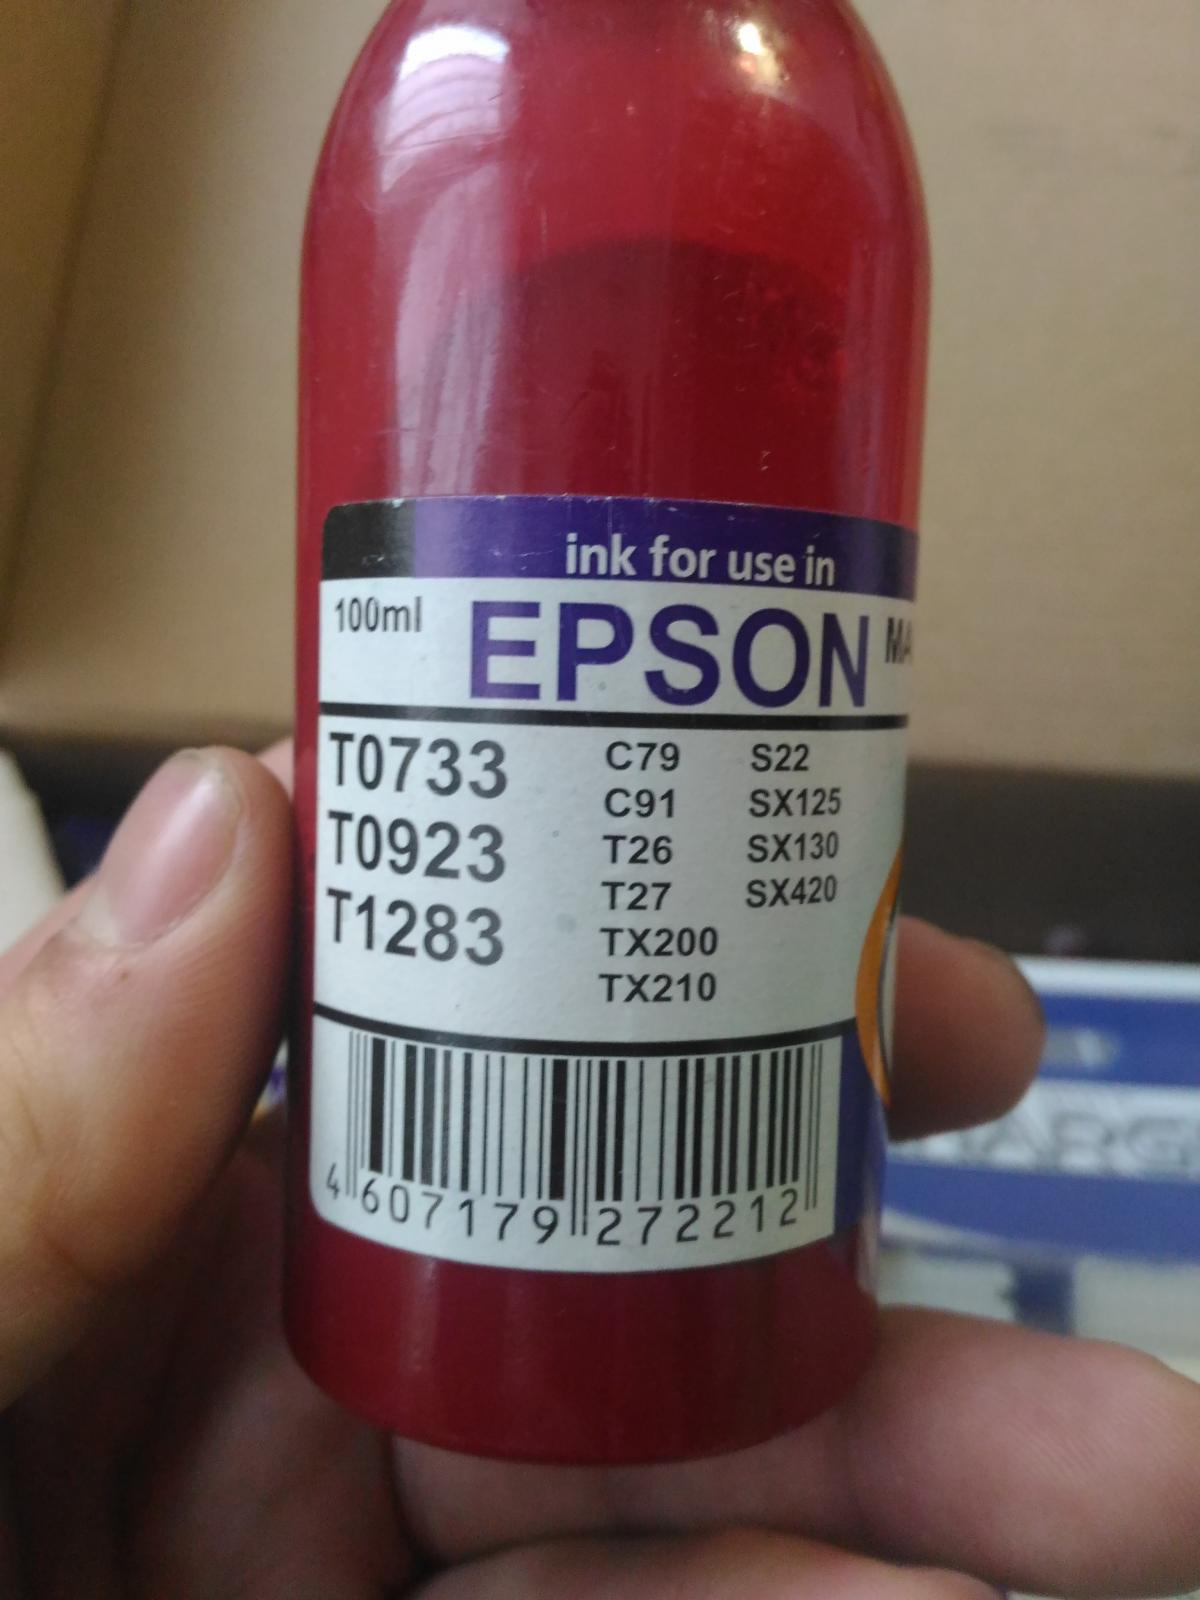 ink for use in
100ml EPSON MA
T0733
T0923
T1283
C79
C91
T26
T27
TX200
TX210
S22
SX125
SX130
SX420
4 607179 272212